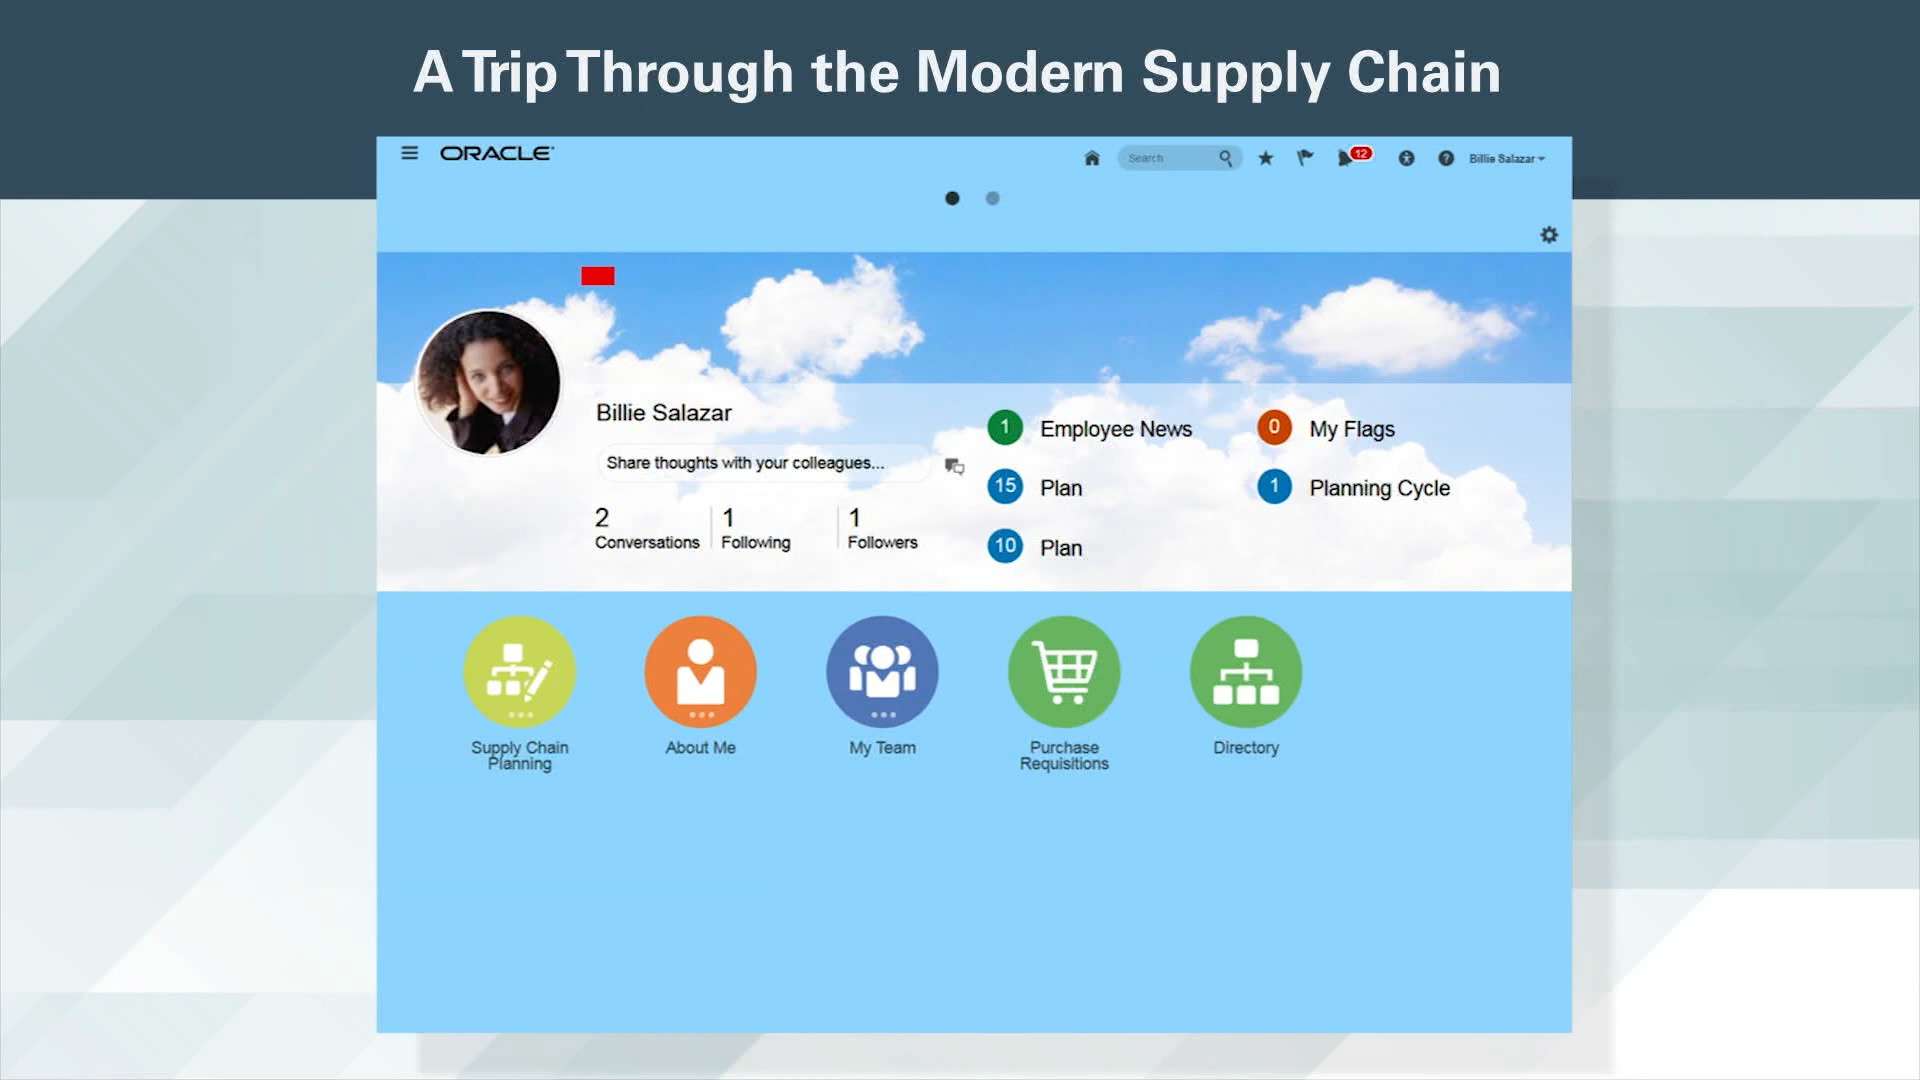 A Trip Through the Modern Supply Chain
ORACLE
Search
12
Billie Salazar
Billie Salazar
Share thoughts with your colleagues...
2
Conversations
1
Following
1
Followers
1 Employee News
0 My Flags
15 Plan
1 Planning Cycle
10 Plan
Supply Chain
Planning
About Me
My Team
Purchase
Requisitions
Directory